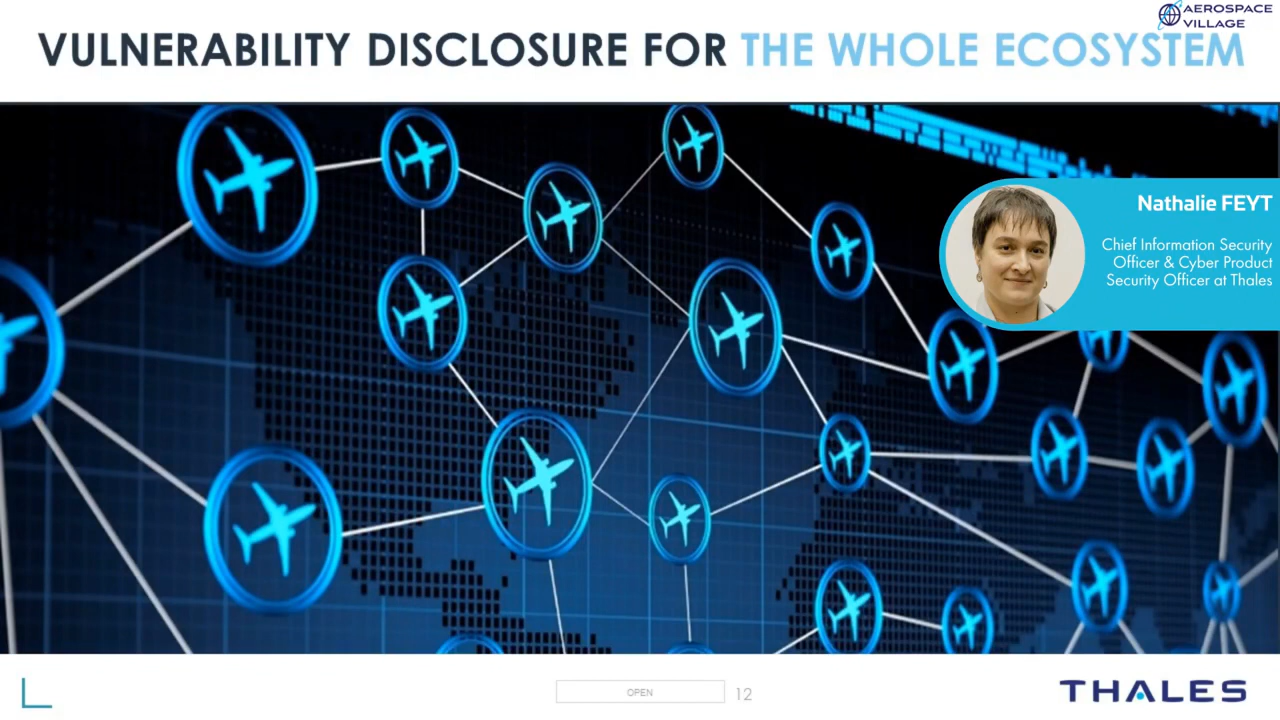 AEROSPACE
VILLAGE
VULNERABILITY DISCLOSURE FOR THE WHOLE ECOSYSTEM
Nathalie FEYT
Chief Information Security
Officer & Cyber Product
Security Officer at Thales
OPEN
12
THALES